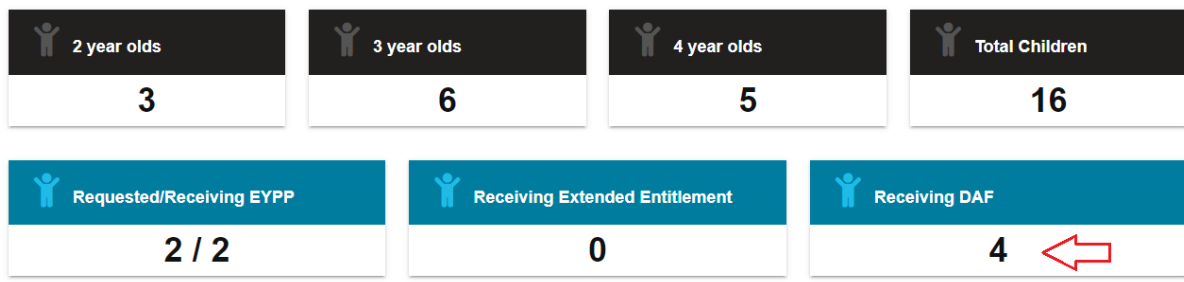 2 year olds
3 year olds
4 year olds
Total Children
3
6
5
16
Requested/Receiving EYPP
Receiving Extended Entitlement
Receiving DAF
2 / 2
0
4